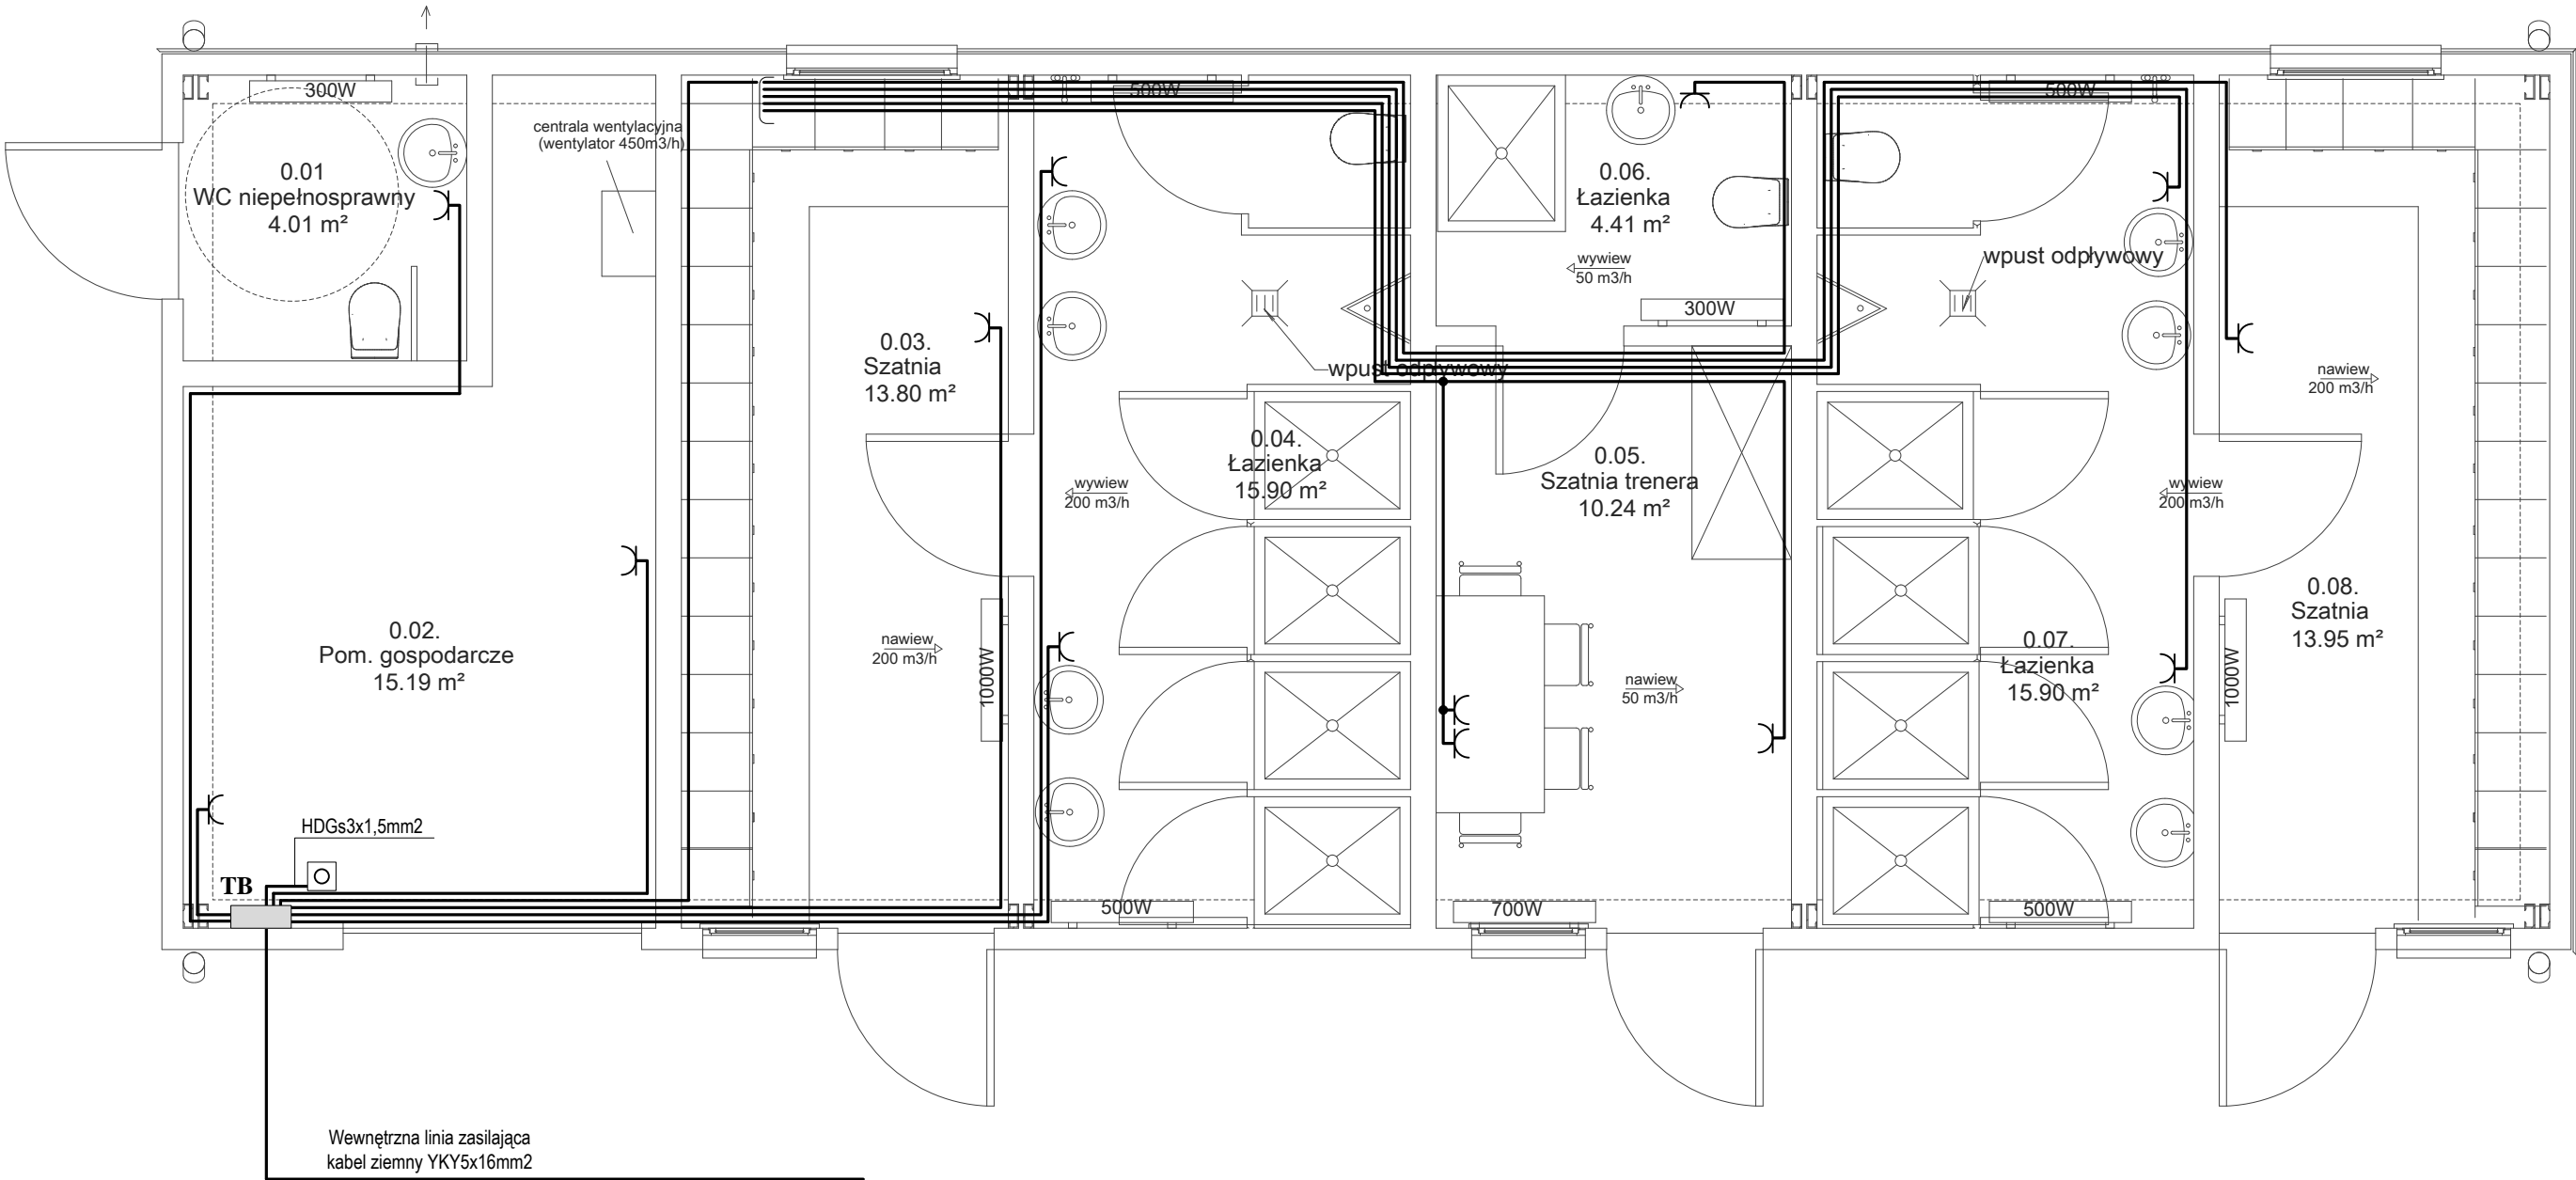 300W
0.01
WC niepełnosprawny
4.01 m²
centrala wentylacyjna
(wentylator 450m3/h)
0.02.
Pom. gospodarcze
15.19 m²
HDGs3x1,5mm2
TB
0.03.
Szatnia
13.80 m²
nawiew
200 m3/h
1000W
500W
wpust odpływowy
0.04.
Łazienka
15.90 m²
wywiew
200 m3/h
500W
0.06.
Łazienka
4.41 m²
wywiew
50 m3/h
300W
0.05.
Szatnia trenera
10.24 m²
nawiew
50 m3/h
700W
500W
wpust odpływowy
wywiew
200 m3/h
0.07.
Łazienka
15.90 m²
500W
nawiew
200 m3/h
0.08.
Szatnia
13.95 m²
1000W
Wewnętrzna linia zasilająca
kabel ziemny YKY5x16mm2